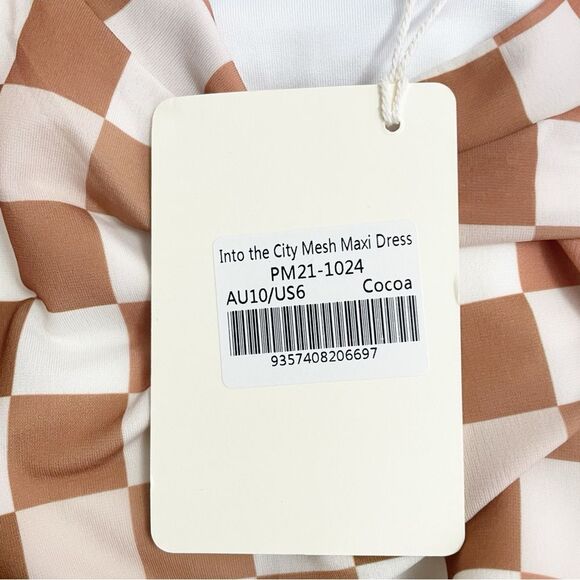 Into the City Mesh Maxi Dress
PM21-1024
AU10/US6 Cocoa
9357408206697